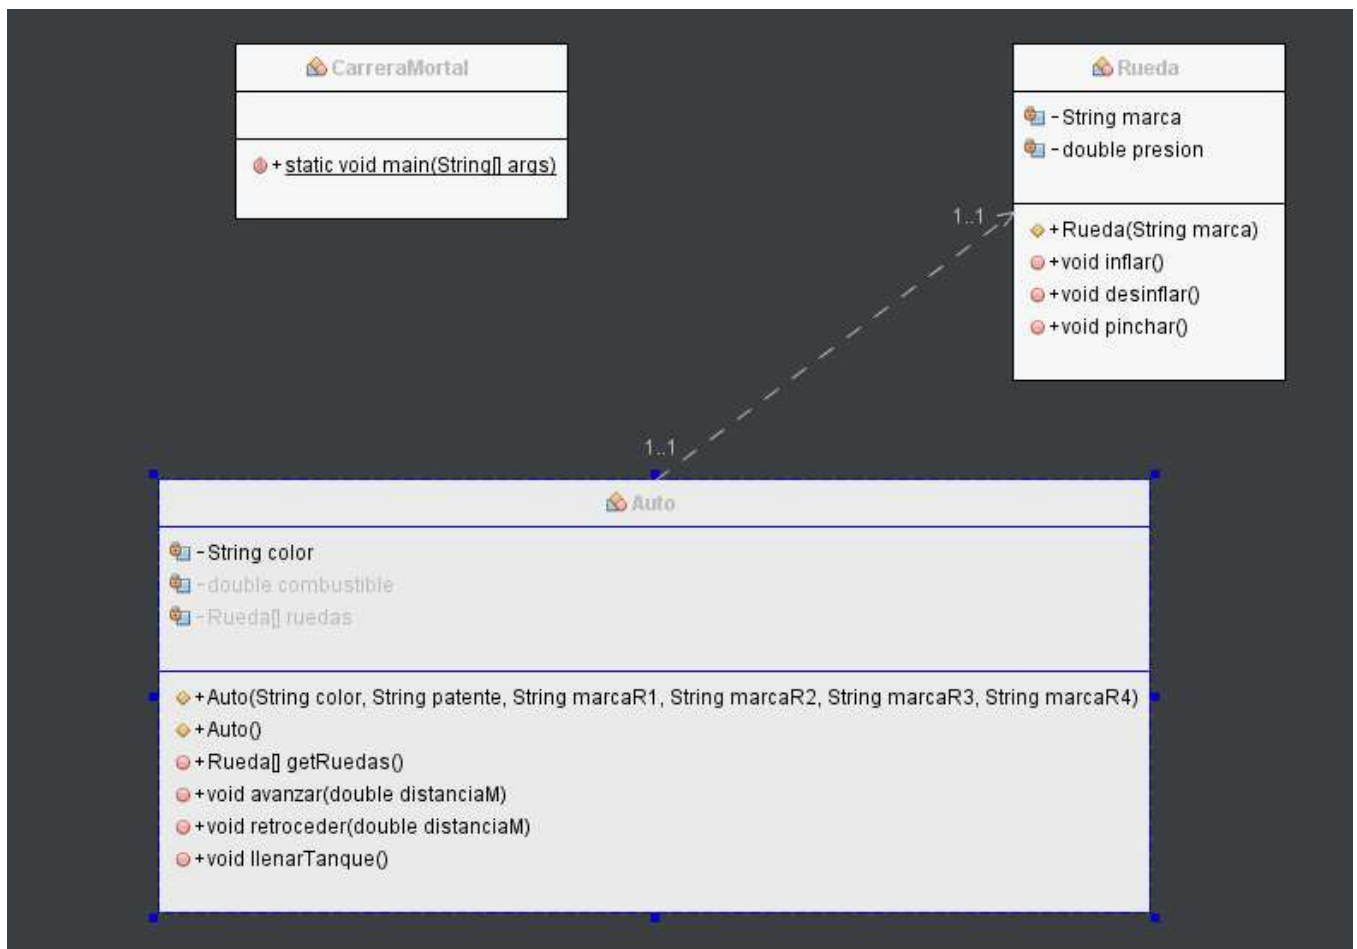 CarreraMortal
+static void main(String[] args)
Rueda
-String marca
-double presion
+Rueda(String marca)
+void inflar()
+void desinflar()
+void pinchar()
1..1
1..1
Auto
-String color
-double combustible
-Rueda[] ruedas
+Auto(String color, String patente, String marcaR1, String marcaR2, String marcaR3, String marcaR4)
+Auto()
+Rueda[] getRuedas()
+void avanzar(double distanciaM)
+void retroceder(double distanciaM)
+void llenarTanque()